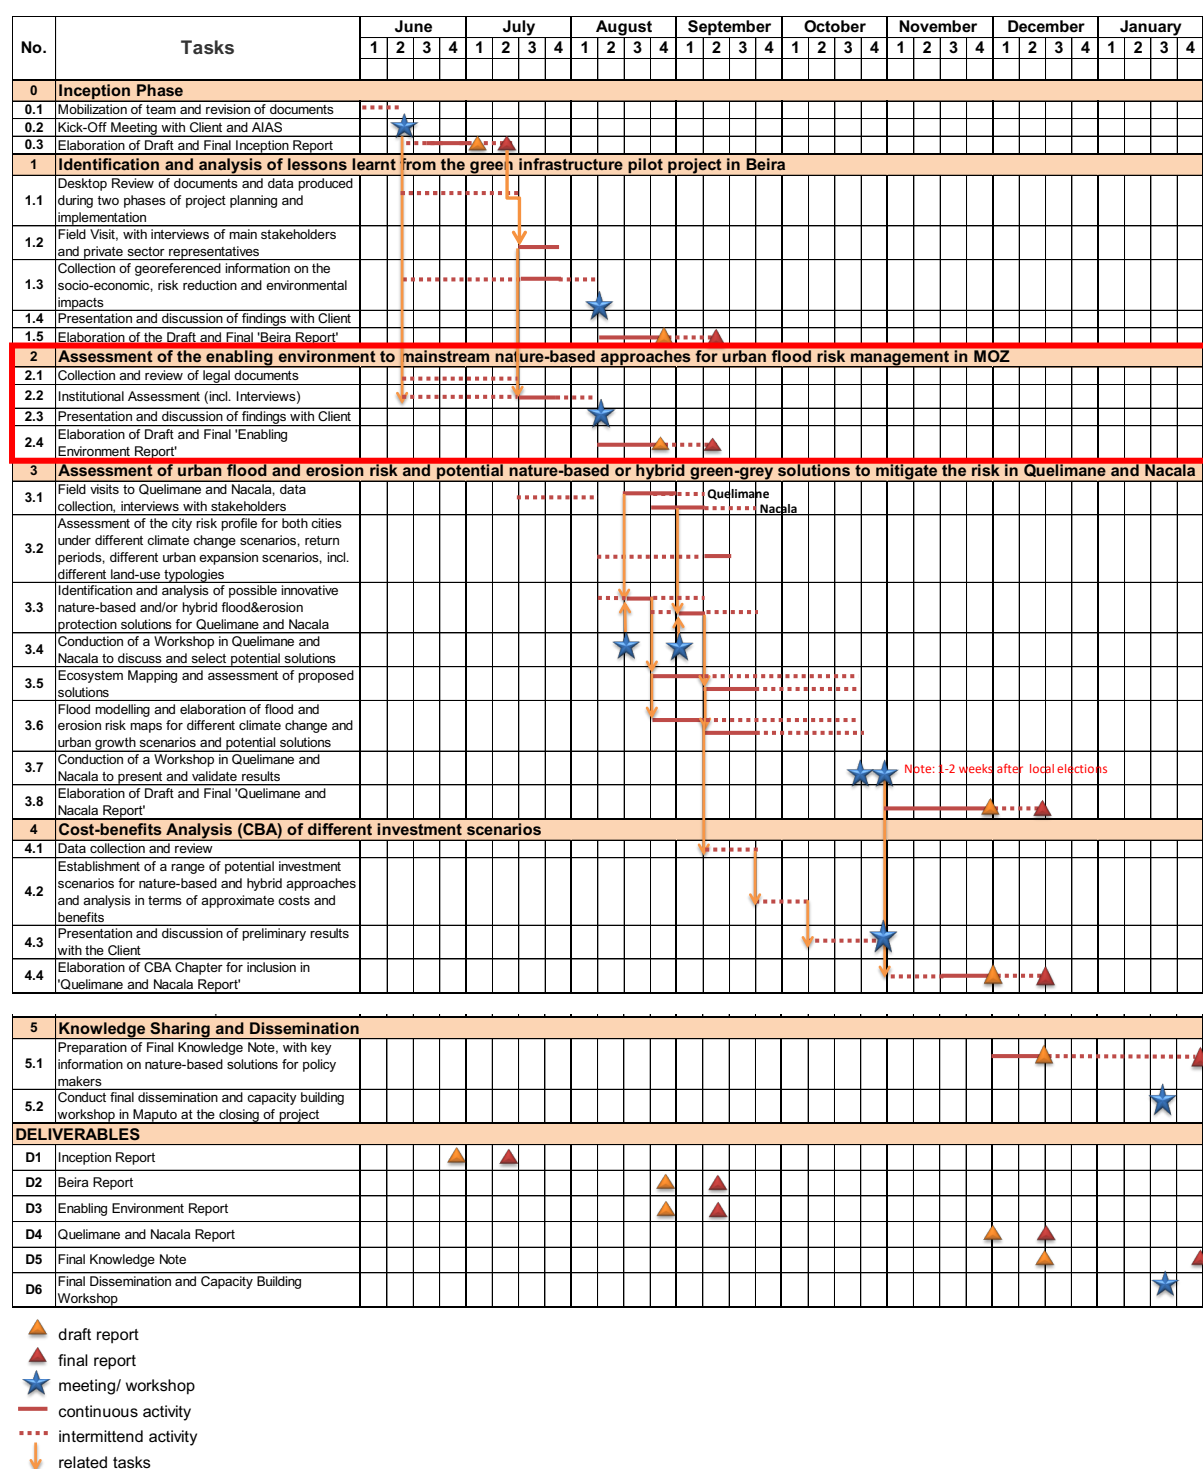 No. Tasks June July August September October November December January
1 2 3 4 1 2 3 4 1 2 3 4 1 2 3 4 1 2 3 4 1 2 3 4 1 2 3 4 1 2 3 4
0 Inception Phase
0.1 Mobilization of team and revision of documents
0.2 Kick-Off Meeting with Client and AIAS
0.3 Elaboration of Draft and Final Inception Report
1 Identification and analysis of lessons learnt from the green infrastructure pilot project in Beira
1.1 Desktop Review of documents and data produced
during two phases of project planning and
implementation
1.2 Field Visit, with interviews of main stakeholders
and private sector representatives
1.3 Collection of georeferenced information on the
socio-economic, risk reduction and environmental
impacts
1.4 Presentation and discussion of findings with Client
1.5 Elaboration of the Draft and Final 'Beira Report'
2 Assessment of the enabling environment to mainstream nature-based approaches for urban flood risk management in MOZ
2.1 Collection and review of legal documents
2.2 Institutional Assessment (incl. Interviews)
2.3 Presentation and discussion of findings with Client
2.4 Elaboration of Draft and Final 'Enabling
Environment Report'
3 Assessment of urban flood and erosion risk and potential nature-based or hybrid green-grey solutions to mitigate the risk in Quelimane and Nacala
3.1 Field visits to Quelimane and Nacala, data
collection, interviews with stakeholders
Quelimane
Nacala
3.2 Assessment of the city risk profile for both cities
under different climate change scenarios, return
periods, different urban expansion scenarios, incl.
different land-use typologies
3.3 Identification and analysis of possible innovative
nature-based and/or hybrid flood&erosion
protection solutions for Quelimane and Nacala
3.4 Conduction of a Workshop in Quelimane and
Nacala to discuss and select potential solutions
3.5 Ecosystem Mapping and assessment of proposed
solutions
3.6 Flood modelling and elaboration of flood and
erosion risk maps for different climate change and
urban growth scenarios and potential solutions
3.7 Conduction of a Workshop in Quelimane and
Nacala to present and validate results
Note: 1-2 weeks after local elections
3.8 Elaboration of Draft and Final 'Quelimane and
Nacala Report'
4 Cost-benefits Analysis (CBA) of different investment scenarios
4.1 Data collection and review
4.2 Establishment of a range of potential investment
scenarios for nature-based and hybrid approaches
and analysis in terms of approximate costs and
benefits
4.3 Presentation and discussion of preliminary results
with the Client
4.4 Elaboration of CBA Chapter for inclusion in
'Quelimane and Nacala Report'
5 Knowledge Sharing and Dissemination
5.1 Preparation of Final Knowledge Note, with key
information on nature-based solutions for policy
makers
5.2 Conduct final dissemination and capacity building
workshop in Maputo at the closing of project
DELIVERABLES
D1 Inception Report
D2 Beira Report
D3 Enabling Environment Report
D4 Quelimane and Nacala Report
D5 Final Knowledge Note
D6 Final Dissemination and Capacity Building
Workshop
draft report
final report
meeting/ workshop
continuous activity
intermittend activity
related tasks